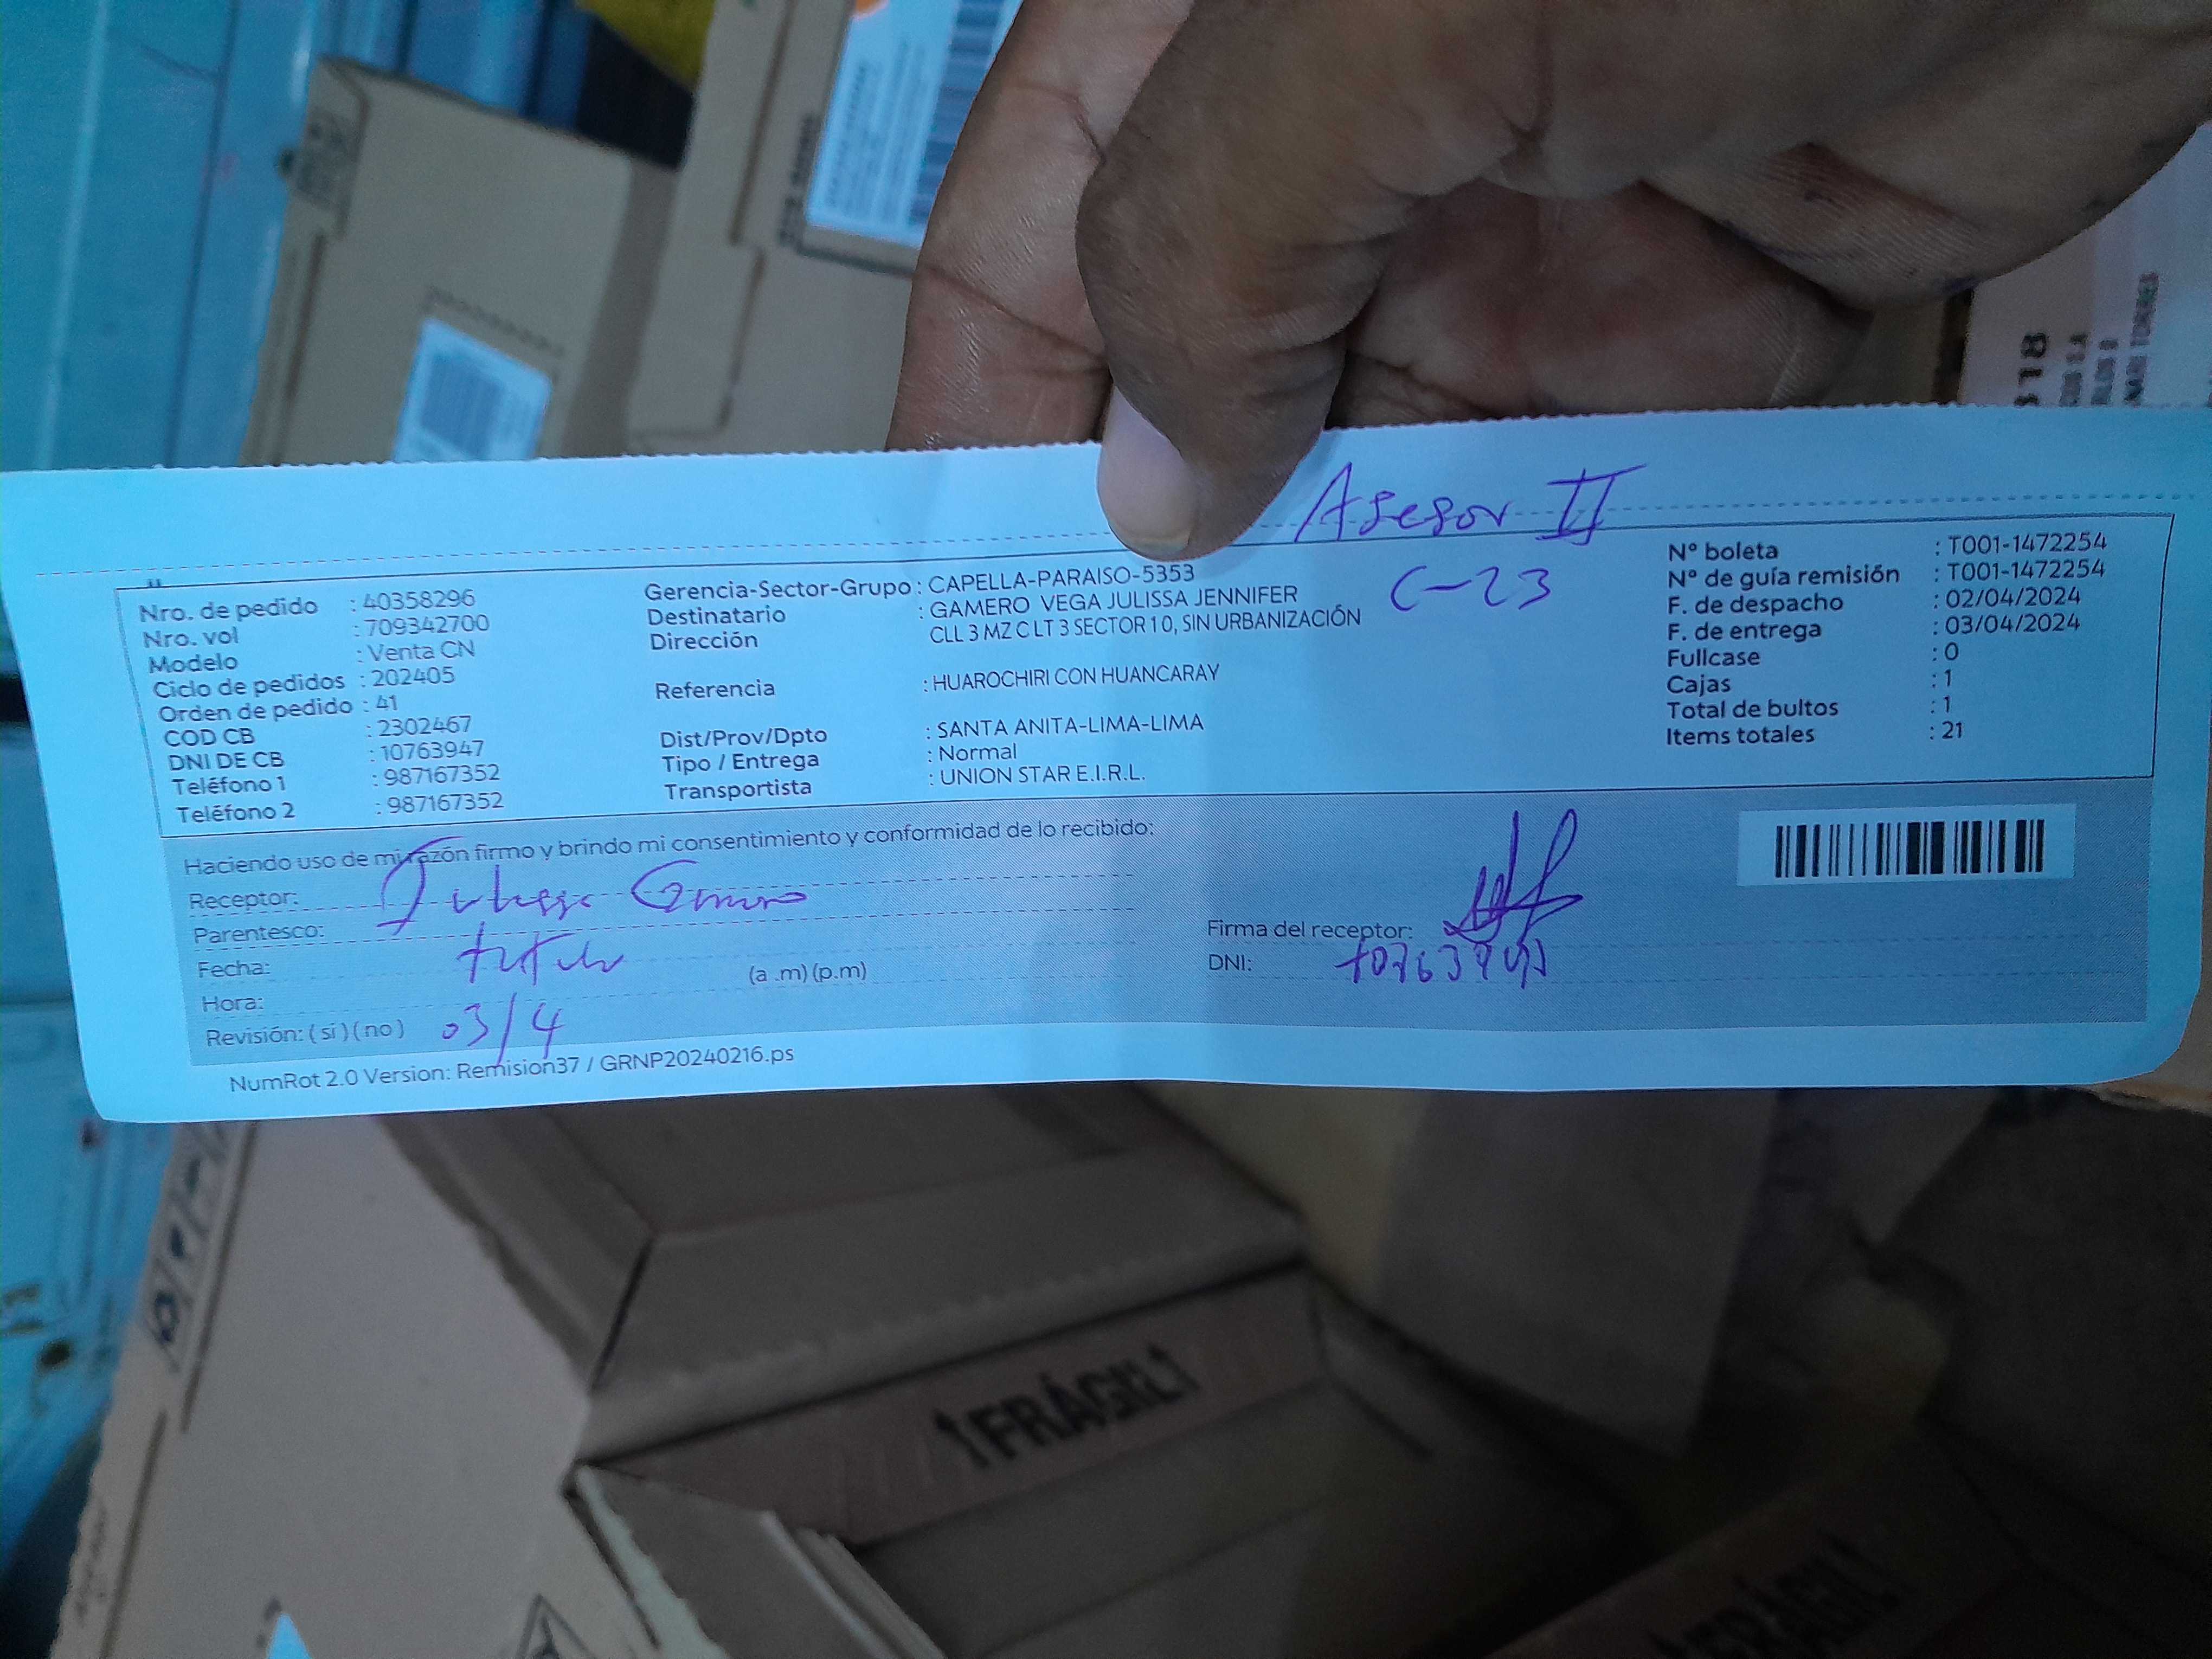 Asesor II
C-23
Nro. de pedido : 40358296
Nro. vol : 709342700
Modelo : Venta CN
Ciclo de pedidos : 202405
Orden de pedido : 41
COD CB : 2302467
DNI DE CB : 10763947
Teléfono 1 : 987167352
Teléfono 2 : 987167352
Gerencia-Sector-Grupo : CAPELLA-PARAISO-5353
Destinatario : GAMERO VEGA JULISSA JENNIFER
Dirección CLL 3 MZ C LT 3 SECTOR 10, SIN URBANIZACIÓN
Referencia : HUAROCHIRI CON HUANCARAY
Dist/Prov/Dpto : SANTA ANITA-LIMA-LIMA
Tipo / Entrega : Normal
Transportista : UNION STAR E.I.R.L.
N° boleta : T001-1472254
N° de guía remisión : T001-1472254
F. de despacho : 02/04/2024
F. de entrega : 03/04/2024
Fullcase : 0
Cajas : 1
Total de bultos : 1
Items totales : 21
Haciendo uso de mi razón firmo y brindo mi consentimiento y conformidad de lo recibido:
Receptor:
Parentesco:
Fecha: (a .m) (p.m)
Hora:
Revisión: ( sí ) ( no ) 03/4
Firma del receptor:
DNI:
NumRot 2.0 Version: Remision37 / GRNP20240216.ps
¡FRÁGIL!